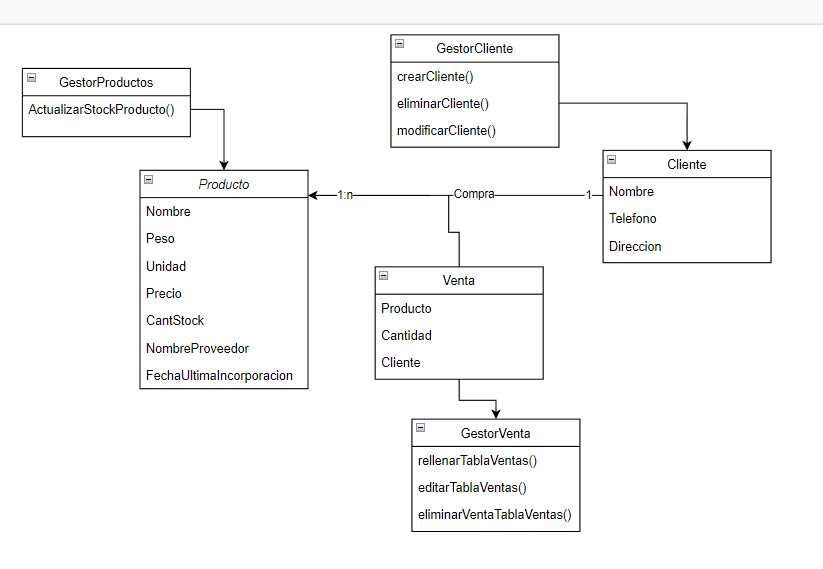 GestorCliente
crearCliente()
eliminarCliente()
modificarCliente()
GestorProductos
ActualizarStockProducto()
Producto
Nombre
Peso
Unidad
Precio
CantStock
NombreProveedor
FechaUltimaIncorporacion
1:n
Compra
1
Cliente
Nombre
Telefono
Direccion
Venta
Producto
Cantidad
Cliente
GestorVenta
rellenarTablaVentas()
editarTablaVentas()
eliminarVentaTablaVentas()